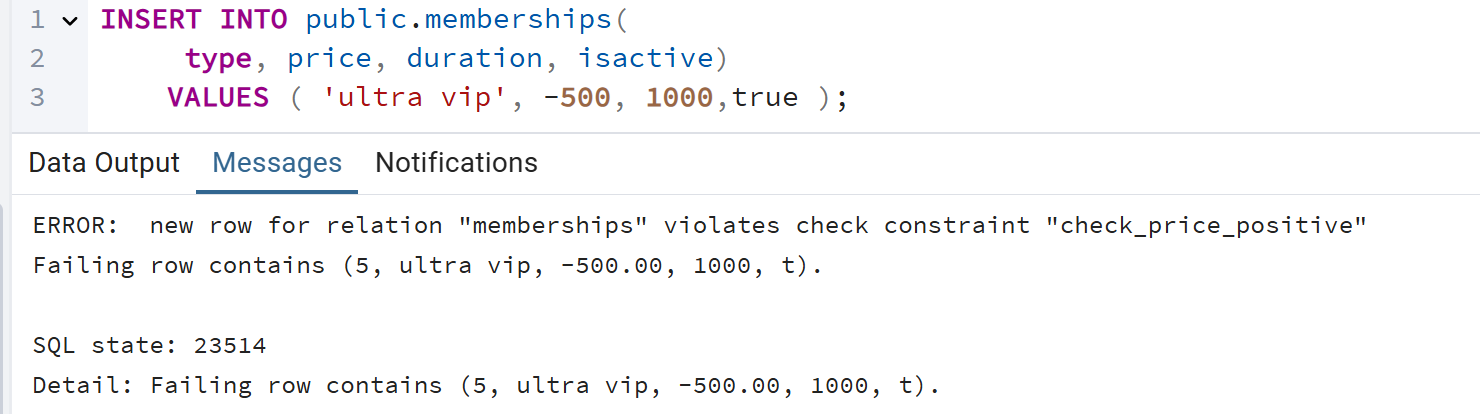 1 INSERT INTO public.memberships(
2 type, price, duration, isactive)
3 VALUES ( 'ultra vip', -500, 1000,true );
Data Output Messages Notifications
ERROR:  new row for relation "memberships" violates check constraint "check_price_positive"
Failing row contains (5, ultra vip, -500.00, 1000, t).
SQL state: 23514
Detail: Failing row contains (5, ultra vip, -500.00, 1000, t).